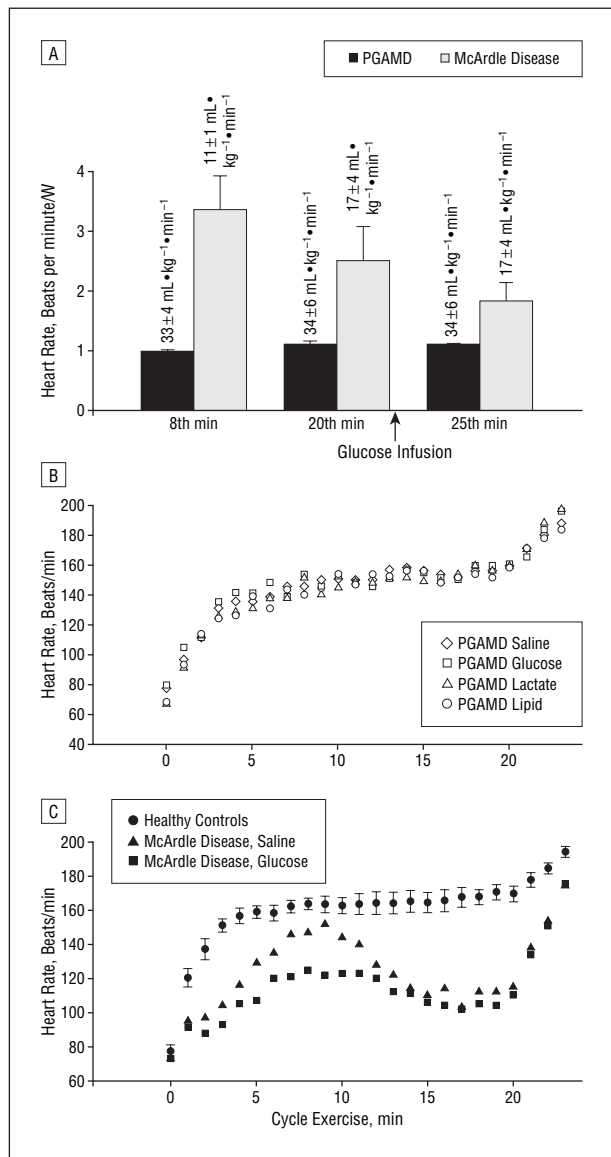 A
PGAMD
McArdle Disease
Heart Rate, Beats per minute/W
4
3
2
1
0
33±4 mL•kg⁻¹•min⁻¹
11±1 mL•
kg⁻¹•min⁻¹
34±6 mL•kg⁻¹•min⁻¹
17±4 mL•
kg⁻¹•min⁻¹
34±6 mL•kg⁻¹•min⁻¹
17±4 mL•kg⁻¹•min⁻¹
8th min
20th min
25th min
Glucose Infusion
B
Heart Rate, Beats/min
200
180
160
140
120
100
80
60
40
PGAMD Saline
PGAMD Glucose
PGAMD Lactate
PGAMD Lipid
0
5
10
15
20
C
Healthy Controls
McArdle Disease, Saline
McArdle Disease, Glucose
Heart Rate, Beats/min
200
180
160
140
120
100
80
60
0
5
10
15
20
Cycle Exercise, min